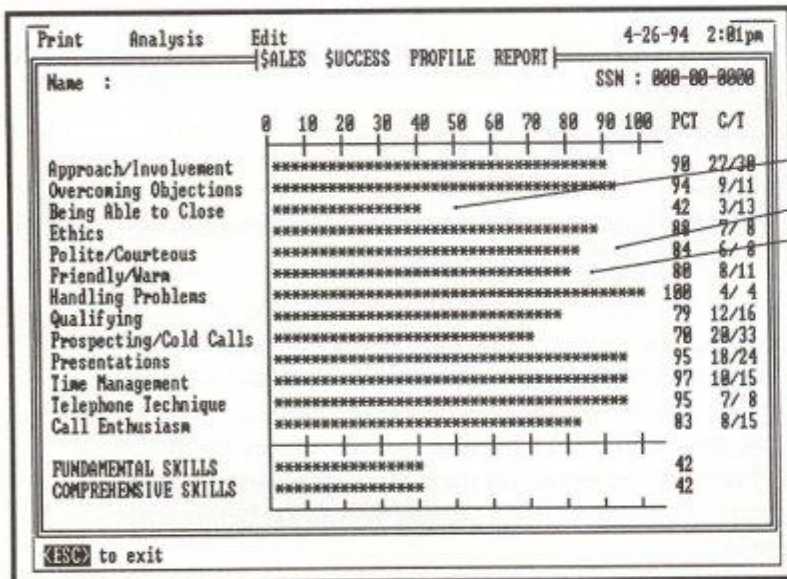 Print Analysis Edit 4-26-94 2:01pm
$ALES $UCCESS PROFILE REPORT
Name : SSN : 000-00-0000
0 10 20 30 40 50 60 70 80 90 100 PCT C/T
Approach/Involvement ************************************ 90 27/30
Overcoming Objections ************************************* 94 9/11
Being Able to Close **************** 42 3/13
Ethics *********************************** 88 7/ 8
Polite/Courteous ********************************* 84 6/ 8
Friendly/Warm ******************************** 80 8/11
Handling Problems **************************************** 100 4/ 4
Qualifying ******************************* 79 12/16
Prospecting/Cold Calls **************************** 70 20/33
Presentations ************************************** 95 18/24
Time Management ************************************** 97 10/15
Telephone Technique ************************************** 95 7/ 8
Call Enthusiasm ********************************* 83 8/15
FUNDAMENTAL SKILLS **************** 42
COMPREHENSIVE SKILLS **************** 42
<ESC> to exit